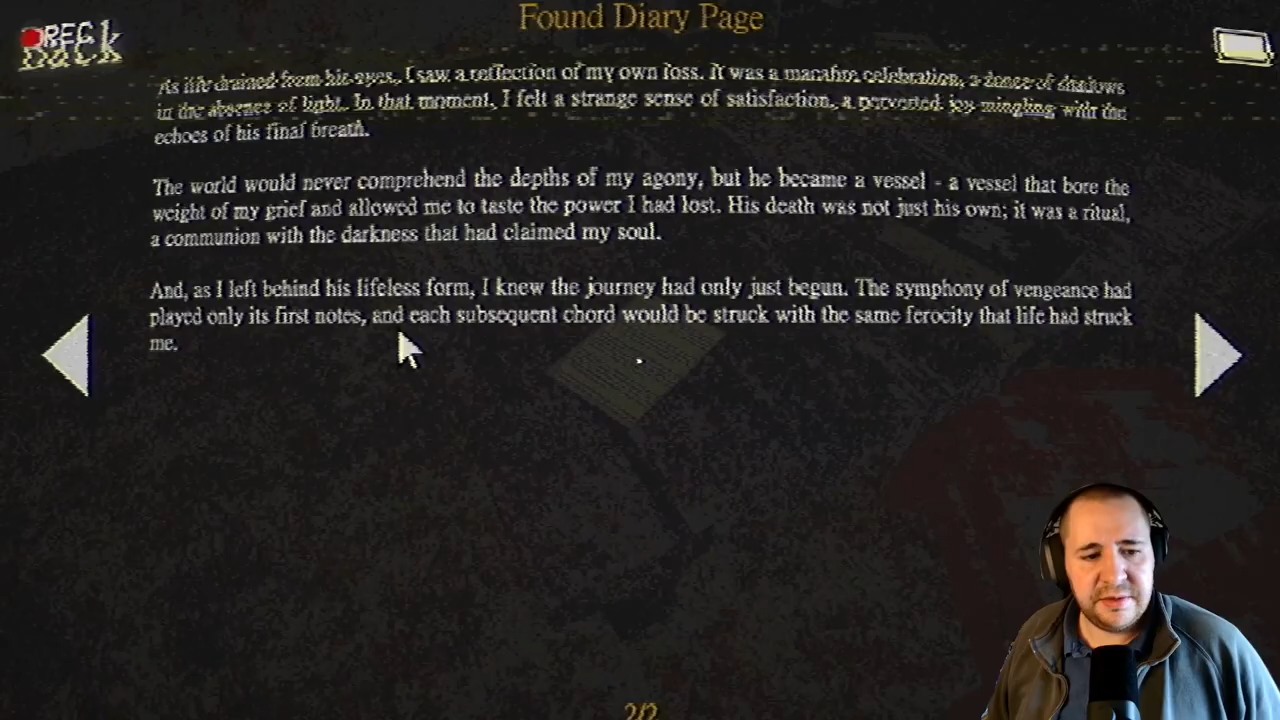 Found Diary Page
REC
Back
As life drained from his eyes, I saw a reflection of my own loss. It was a macabre celebration, a dance of shadows
in the absence of light. In that moment, I felt a strange sense of satisfaction, a perverted joy mingling with the
echoes of his final breath.
The world would never comprehend the depths of my agony, but he became a vessel - a vessel that bore the
weight of my grief and allowed me to taste the power I had lost. His death was not just his own; it was a ritual,
a communion with the darkness that had claimed my soul.
And, as I left behind his lifeless form, I knew the journey had only just begun. The symphony of vengeance had
played only its first notes, and each subsequent chord would be struck with the same ferocity that life had struck
me.
2/2